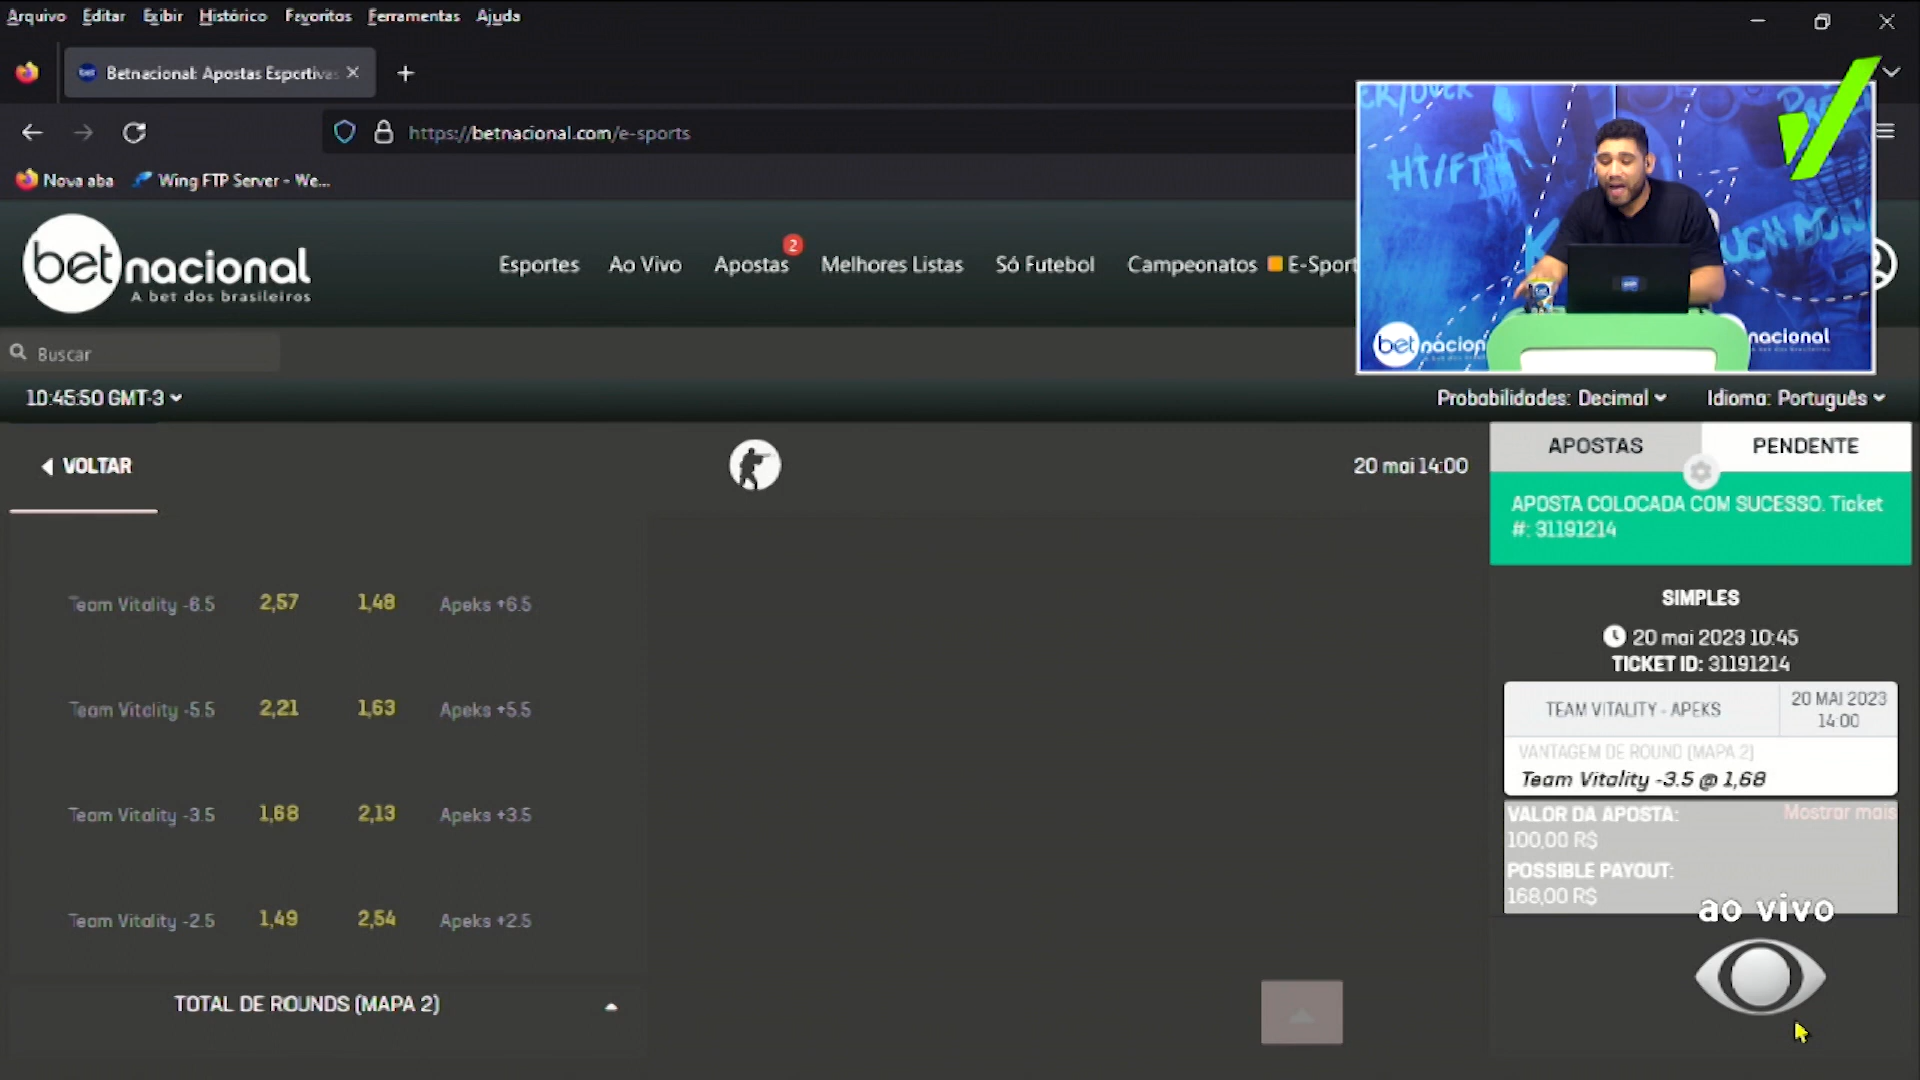 Arquivo Editar Exibir Histórico Favoritos Ferramentas Ajuda
Betnacional: Apostas Esportivas
https://betnacional.com/e-sports
Nova aba Wing FTP Server - We...
bet nacional
A bet dos brasileiros
Esportes Ao Vivo Apostas 2 Melhores Listas Só Futebol Campeonatos E-Sport
HT/FT
bet nacion
nacional
Buscar
10:45:50 GMT-3
Probabilidades: Decimal Idioma: Português
VOLTAR
20 mai 14:00
APOSTAS PENDENTE
APOSTA COLOCADA COM SUCESSO. Ticket
#: 31191214
SIMPLES
20 mai 2023 10:45
TICKET ID: 31191214
TEAM VITALITY - APEKS
20 MAI 2023
14:00
VANTAGEM DE ROUND (MAPA 2)
Team Vitality -3.5 @ 1,68
VALOR DA APOSTA: Mostrar mais
100,00 R$
POSSIBLE PAYOUT:
168,00 R$
ao vivo
Team Vitality -6.5 2,57 1,48 Apeks +6.5
Team Vitality -5.5 2,21 1,63 Apeks +5.5
Team Vitality -3.5 1,68 2,13 Apeks +3.5
Team Vitality -2.5 1,49 2,54 Apeks +2.5
TOTAL DE ROUNDS (MAPA 2)